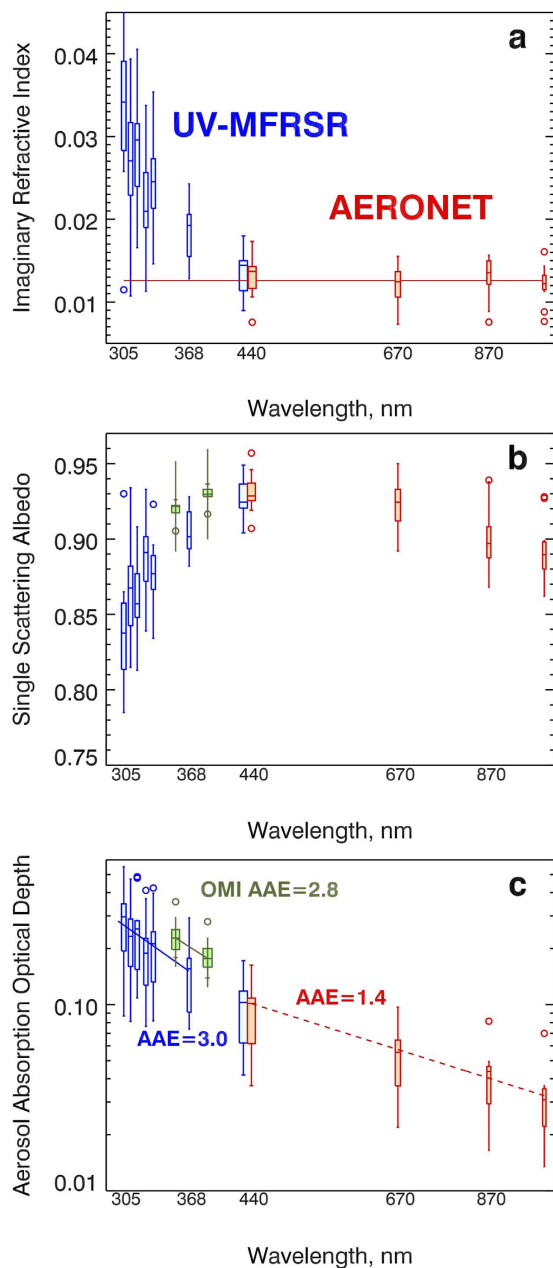 a
0.04
0.03
0.02
0.01
Imaginary Refractive Index
UV-MFRSR
AERONET
305 368 440 670 870
Wavelength, nm
b
0.95
0.90
0.85
0.80
0.75
Single Scattering Albedo
305 368 440 670 870
Wavelength, nm
c
OMI AAE=2.8
0.10
AAE=1.4
AAE=3.0
0.01
Aerosol Absorption Optical Depth
305 368 440 670 870
Wavelength, nm